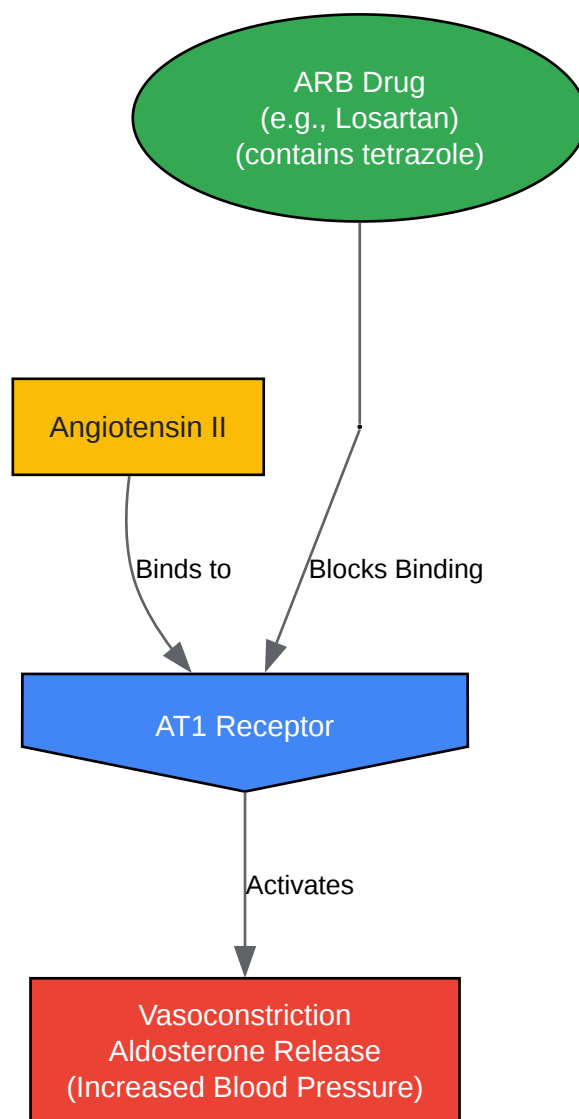 ARB Drug
(e.g., Losartan)
(contains tetrazole)
Angiotensin II
Binds to
Blocks Binding
AT1 Receptor
Activates
Vasoconstriction
Aldosterone Release
(Increased Blood Pressure)